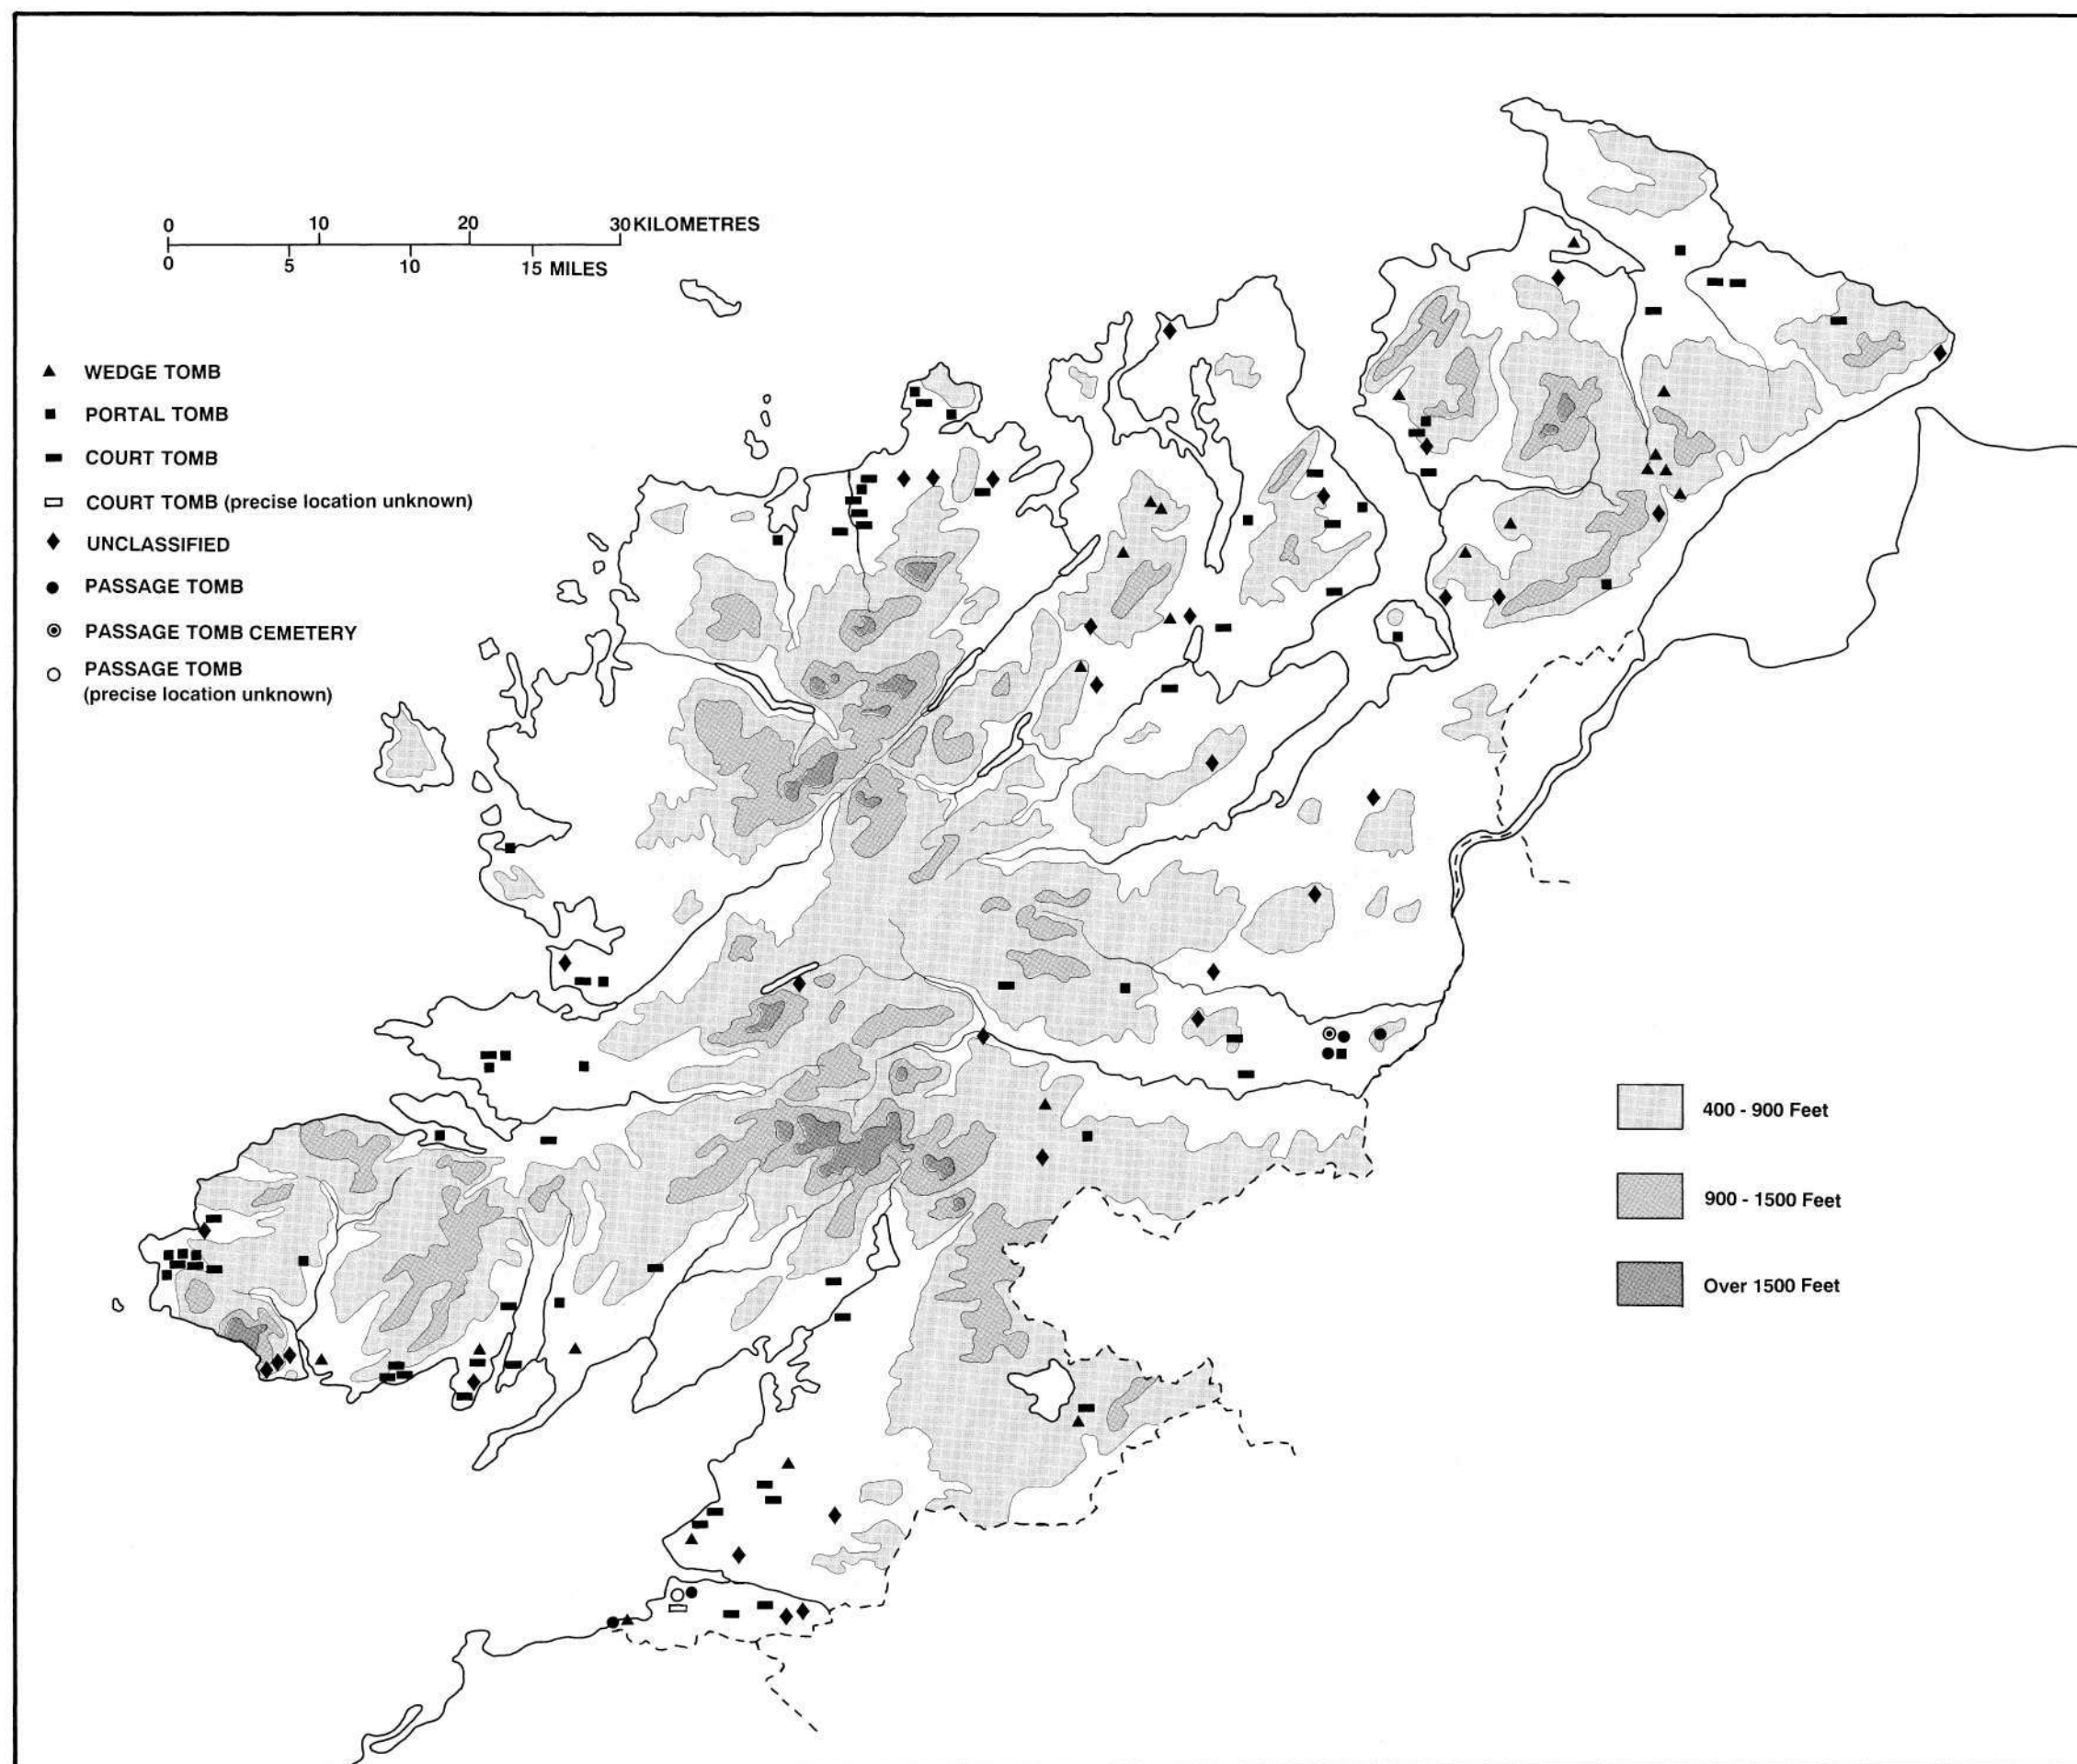 0 10 20 30 KILOMETRES
0 5 10 15 MILES
WEDGE TOMB
PORTAL TOMB
COURT TOMB
COURT TOMB (precise location unknown)
UNCLASSIFIED
PASSAGE TOMB
PASSAGE TOMB CEMETERY
PASSAGE TOMB
(precise location unknown)
400 - 900 Feet
900 - 1500 Feet
Over 1500 Feet